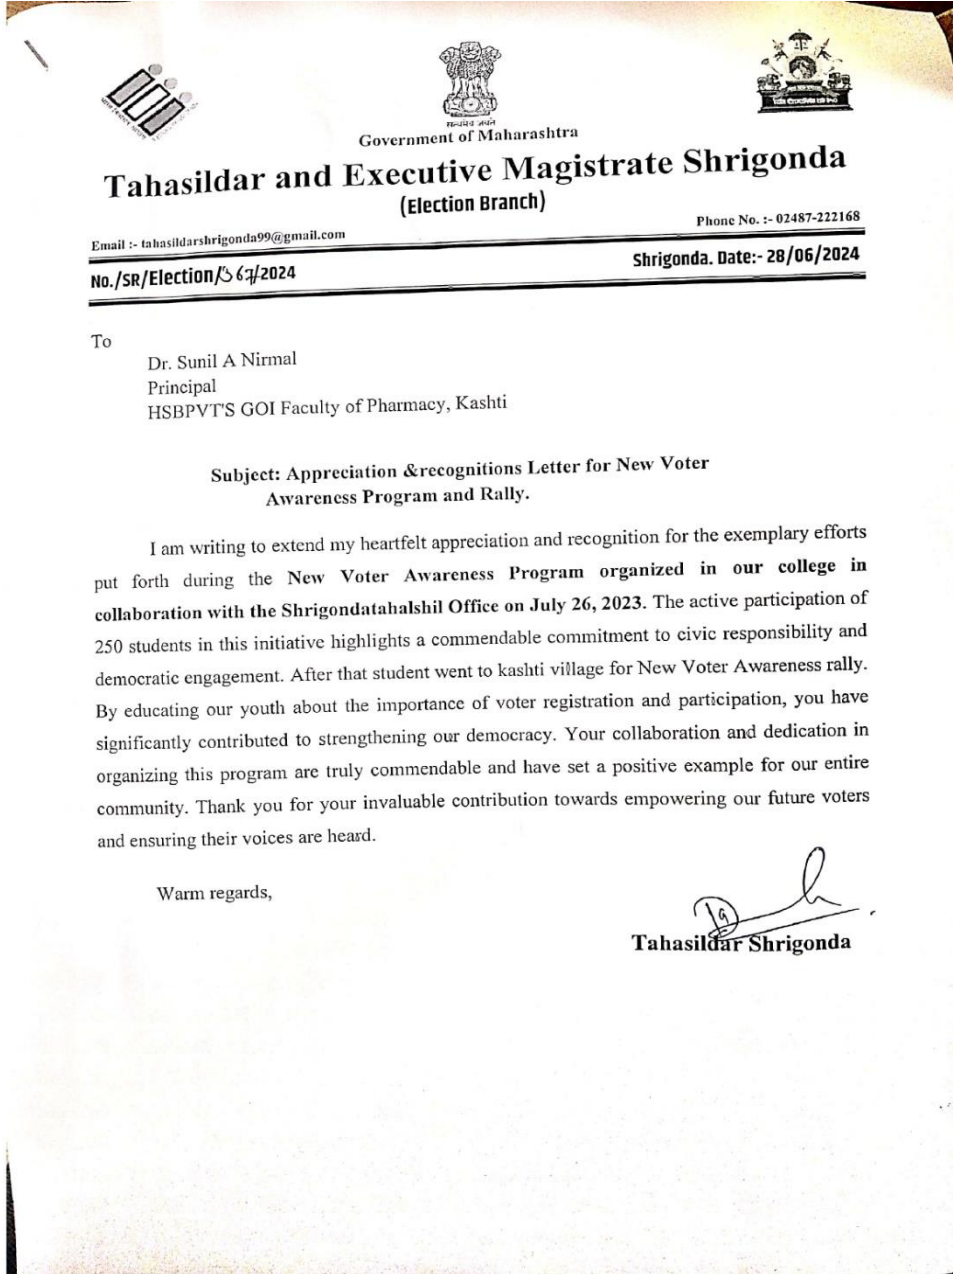 सत्यमेव जयते
Government of Maharashtra
Tahasildar and Executive Magistrate Shrigonda
(Election Branch)
Email :- tahasildarshrigonda99@gmail.com
Phone No. :- 02487-222168
No./SR/Election/367/2024
Shrigonda. Date:- 28/06/2024
To
Dr. Sunil A Nirmal
Principal
HSBPVT'S GOI Faculty of Pharmacy, Kashti
Subject: Appreciation &recognitions Letter for New Voter
Awareness Program and Rally.
I am writing to extend my heartfelt appreciation and recognition for the exemplary efforts
put forth during the New Voter Awareness Program organized in our college in
collaboration with the Shrigondatahalshil Office on July 26, 2023. The active participation of
250 students in this initiative highlights a commendable commitment to civic responsibility and
democratic engagement. After that student went to kashti village for New Voter Awareness rally.
By educating our youth about the importance of voter registration and participation, you have
significantly contributed to strengthening our democracy. Your collaboration and dedication in
organizing this program are truly commendable and have set a positive example for our entire
community. Thank you for your invaluable contribution towards empowering our future voters
and ensuring their voices are heard.
Warm regards,
Tahasildar Shrigonda